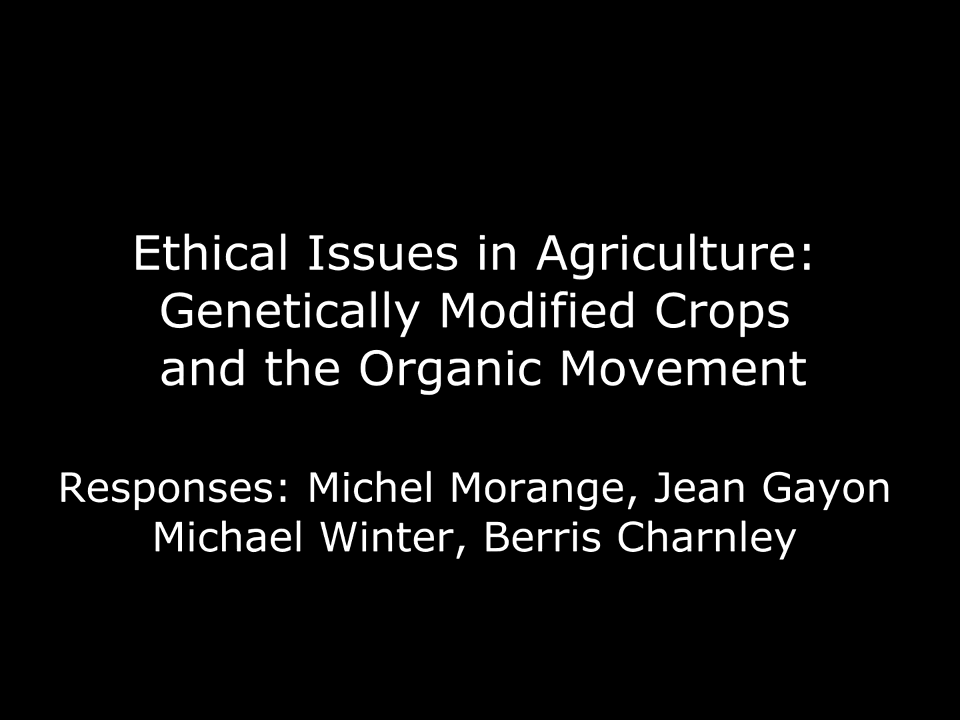 Ethical Issues in Agriculture:
Genetically Modified Crops
and the Organic Movement
Responses: Michel Morange, Jean Gayon
Michael Winter, Berris Charnley